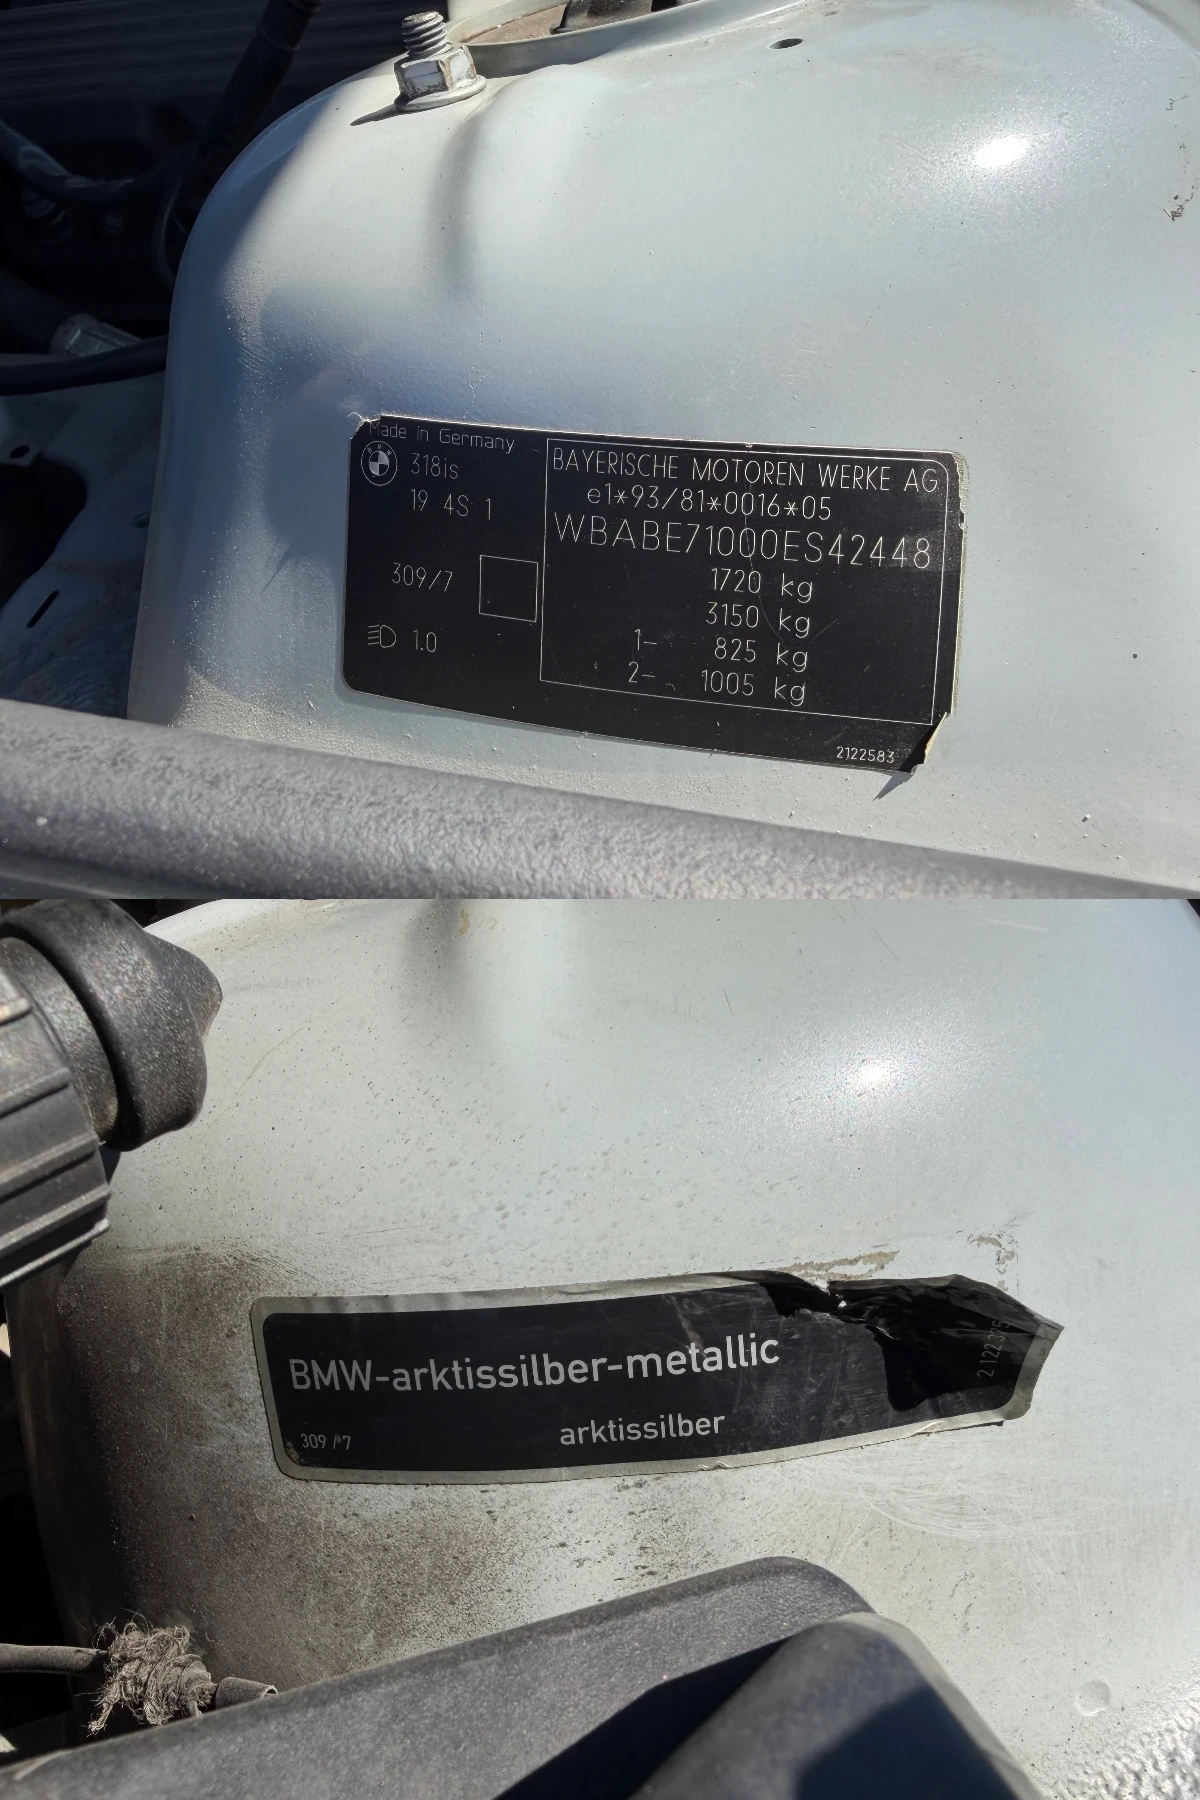 Made in Germany
318is
19 4S 1
309/7
1.0
BAYERISCHE MOTOREN WERKE AG
e1*93/81*0016*05
WBABE71000ES42448
1720 kg
3150 kg
1- 825 kg
2- 1005 kg
2122583
BMW-arktissilber-metallic
arktissilber
309/7